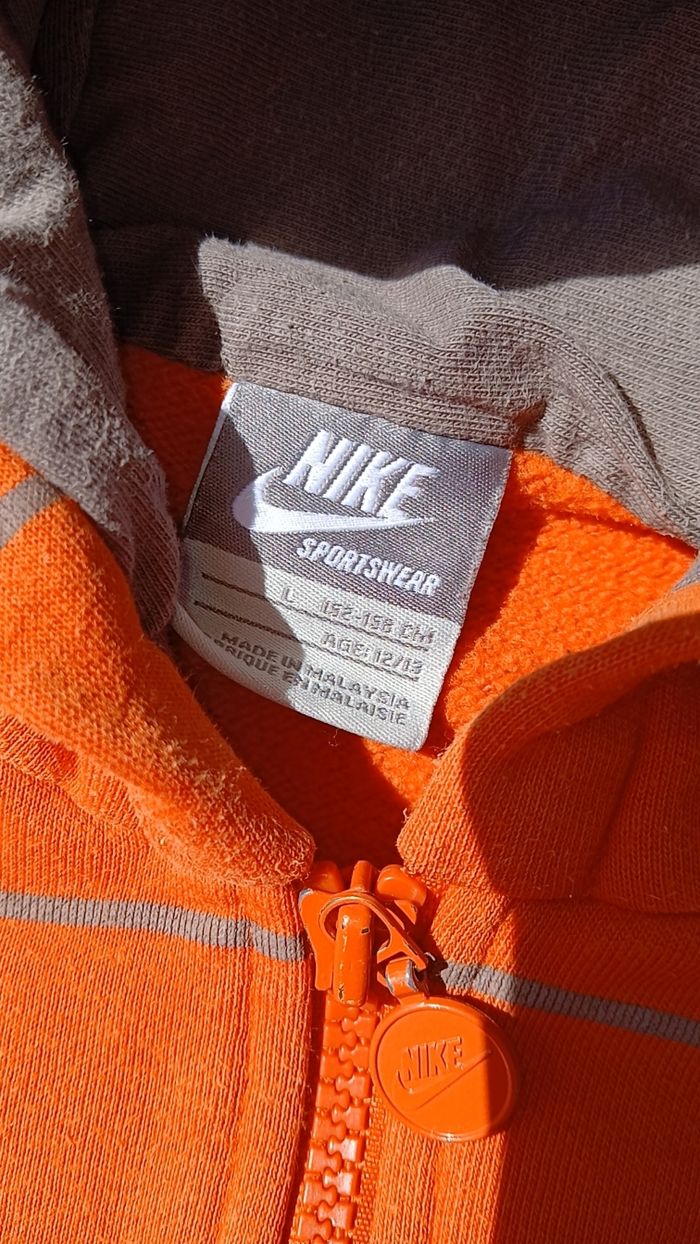 NIKE
SPORTSWEAR
L 152-158 CM
AGE: 12/13
MADE IN MALAYSIA
FABRIQUE EN MALAISIE
NIKE